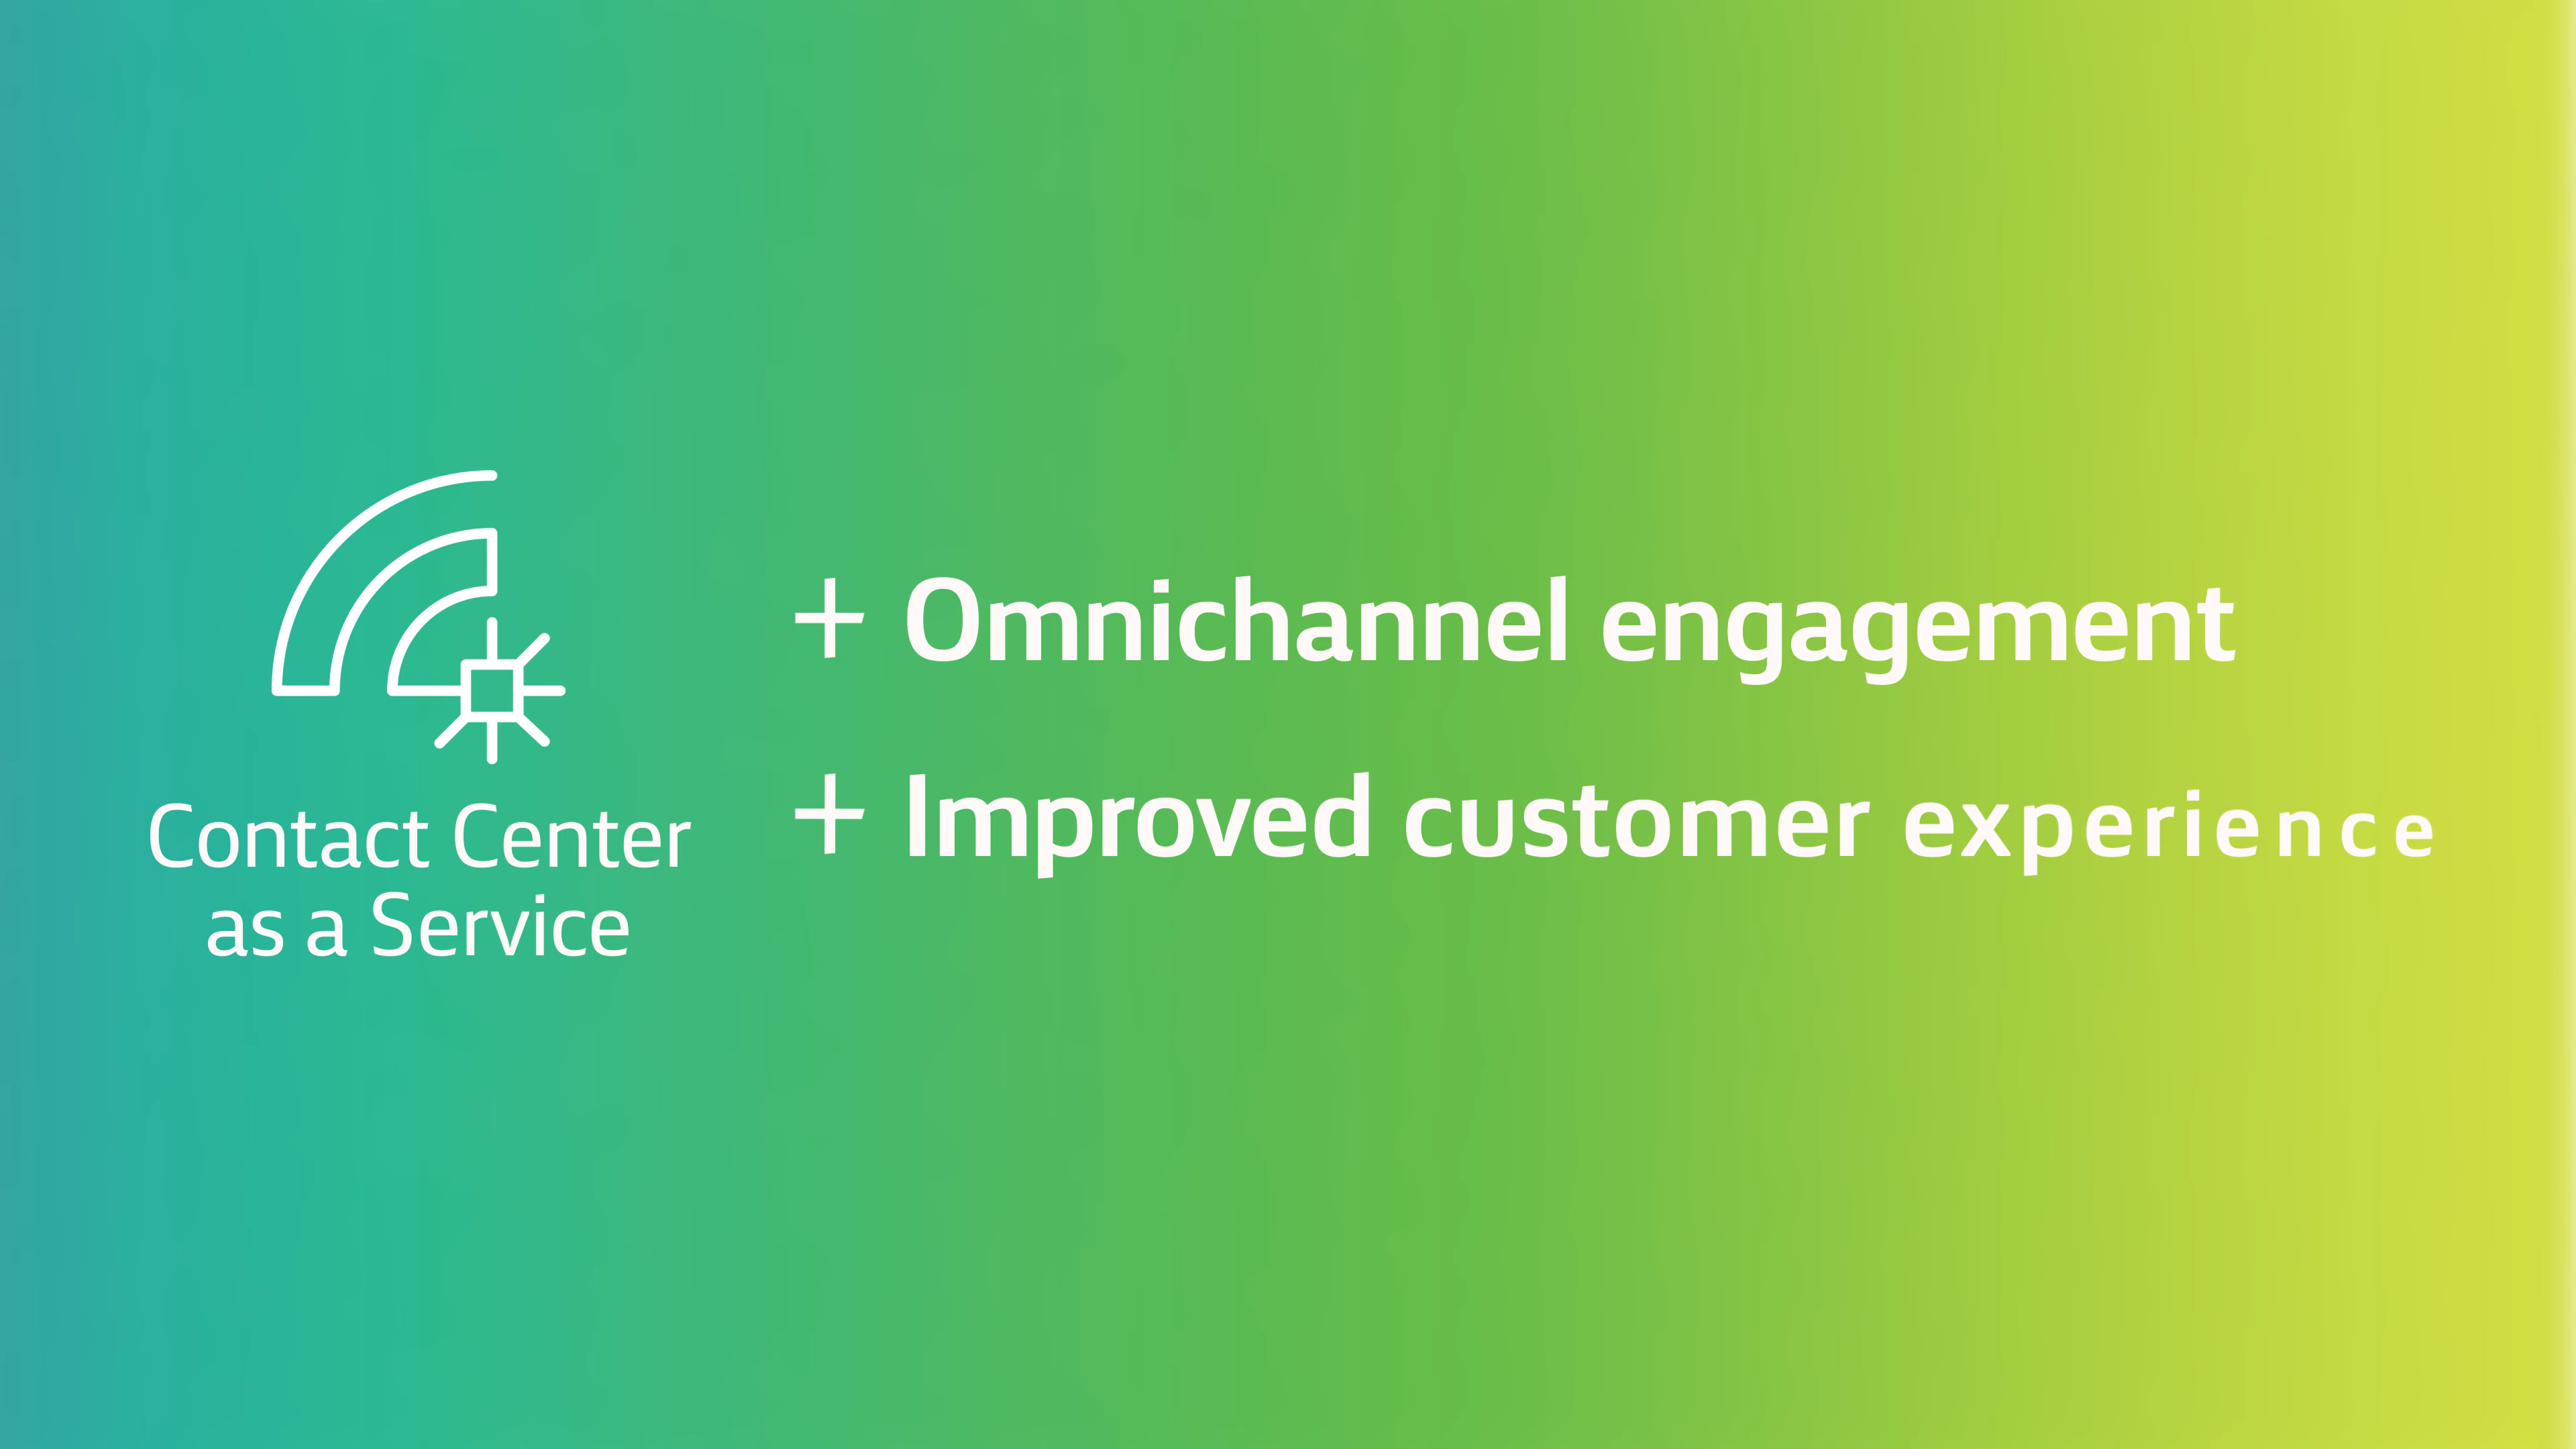 Contact Center
as a Service
+ Omnichannel engagement
+ Improved customer experience